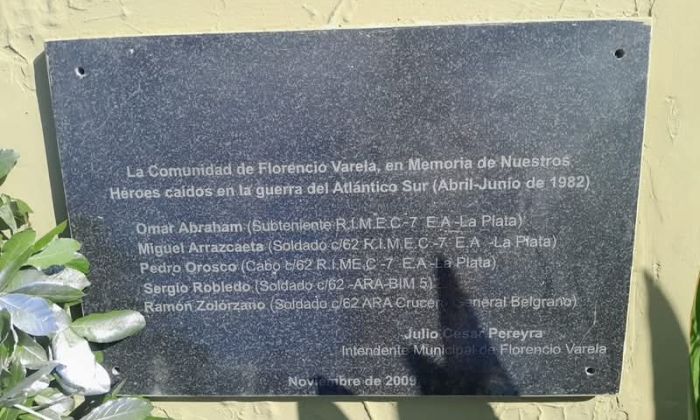 La Comunidad de Florencio Varela, en Memoria de Nuestros
Héroes caidos en la guerra del Atlántico Sur (Abril-Junio de 1982)
Omar Abraham (Subteniente R.I.M.E.C-7 E.A-La Plata)
Miguel Arrazcaeta (Soldado c/62 R.I.M.E.C-7 E.A -La Plata)
Pedro Orosco (Cabo c/62 R.I.ME.C-7 E.A-La Plata)
Sergio Robledo (Soldado c/62 -ARA-BIM 5)
Ramón Zolórzano (Soldado c/62 ARA Crucero General Belgrano)
Julio Cesar Pereyra
Intendente Municipal de Florencio Varela
Noviembre de 2009